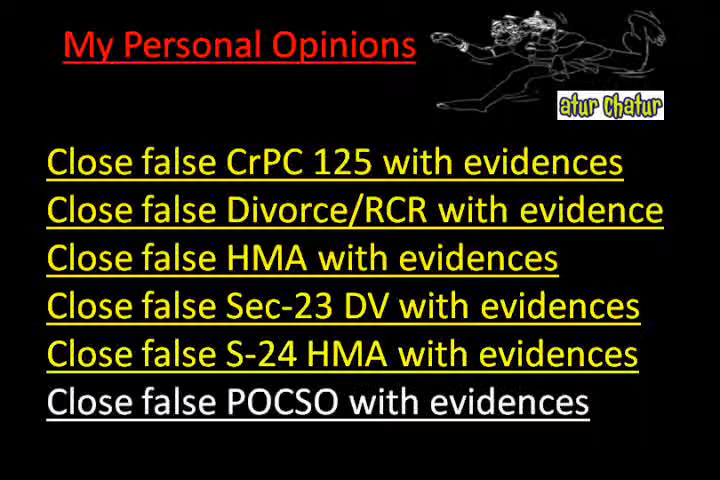 My Personal Opinions
atur Chatur
Close false CrPC 125 with evidences
Close false Divorce/RCR with evidence
Close false HMA with evidences
Close false Sec-23 DV with evidences
Close false S-24 HMA with evidences
Close false POCSO with evidences